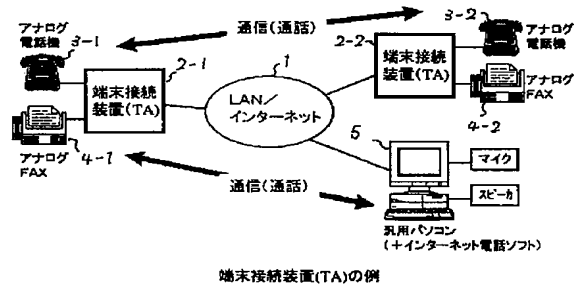 アナログ
電話機
3-1
2-1
端末接続
装置(TA)
アナログ
FAX
4-1
通信(通話)
1
LAN／
インターネット
2-2
端末接続
装置(TA)
3-2
アナログ
電話機
アナログ
FAX
4-2
通信(通話)
5
マイク
スピーカ
汎用パソコン
(＋インターネット電話ソフト)
端末接続装置(TA)の例